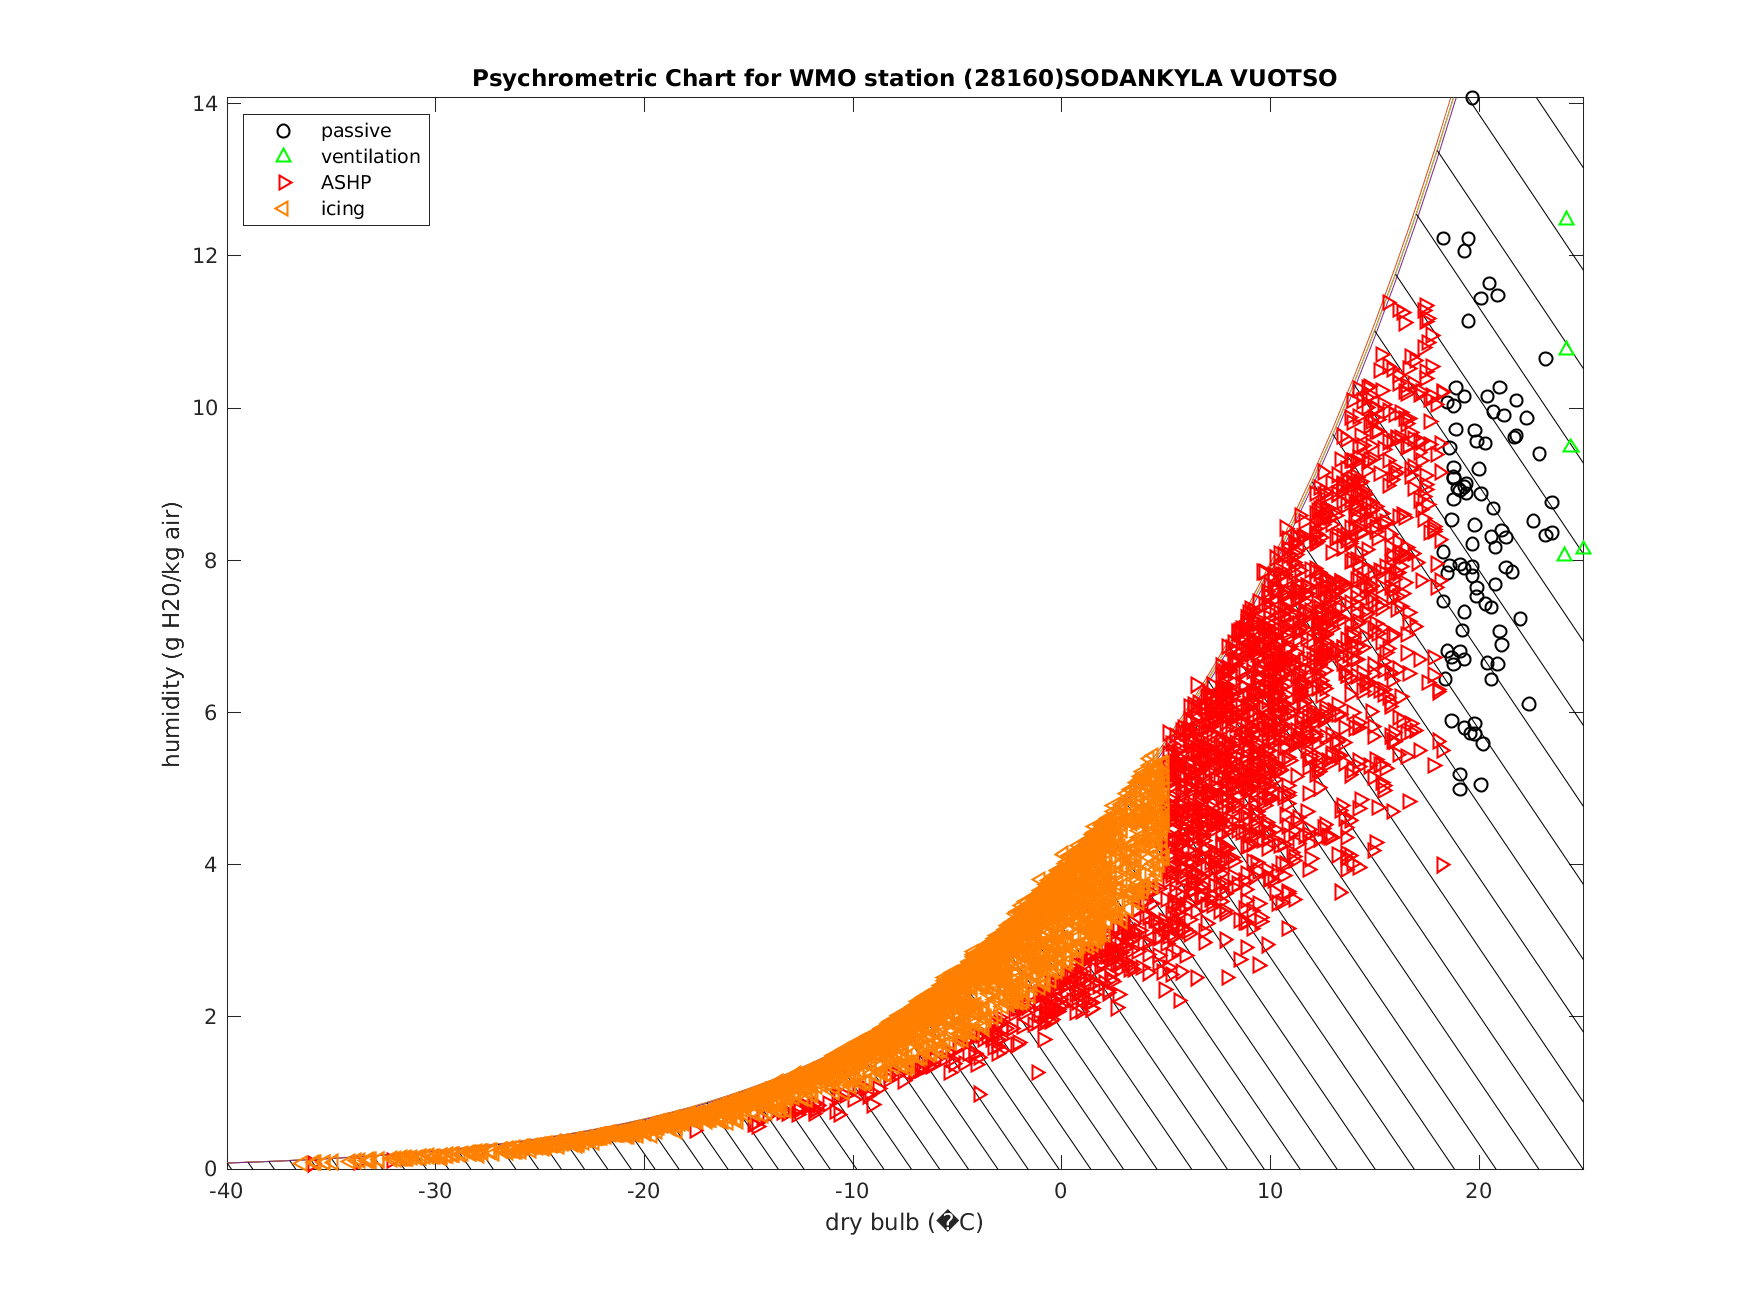 Psychrometric Chart for WMO station (28160)SODANKYLA VUOTSO
passive
ventilation
ASHP
icing
14
12
10
8
6
4
2
0
humidity (g H20/kg air)
-40 -30 -20 -10 0 10 20
dry bulb (�C)